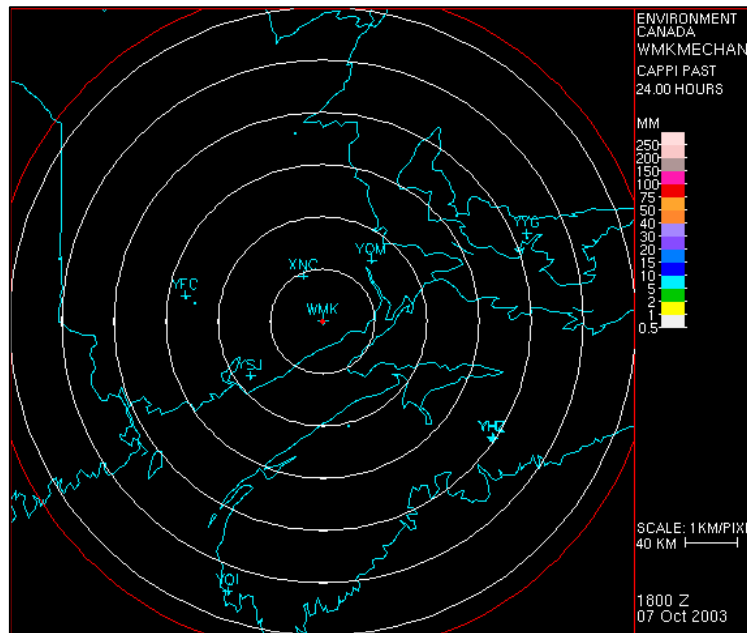 ENVIRONMENT
CANADA
WMKMECHAN
CAPPI PAST
24.00 HOURS
MM
250
200
150
100
75
50
40
30
20
15
10
5
2
1
0.5
YYG
YQM
XNC
YFC
WMK
YSJ
YQI
SCALE: 1KM/PIXE
40 KM
1800 Z
07 Oct 2003